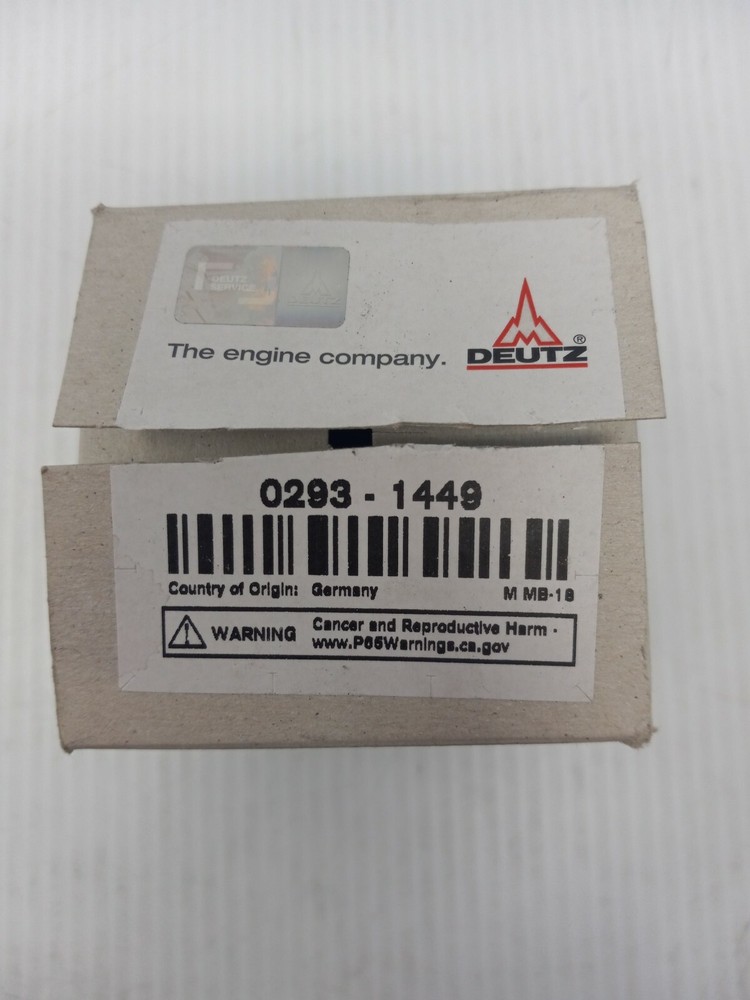 DEUTZ
SERVICE
DEUTZ
The engine company.
DEUTZ®
0293 - 1449
Country of Origin: Germany M MB-18
WARNING Cancer and Reproductive Harm -
www.P65Warnings.ca.gov